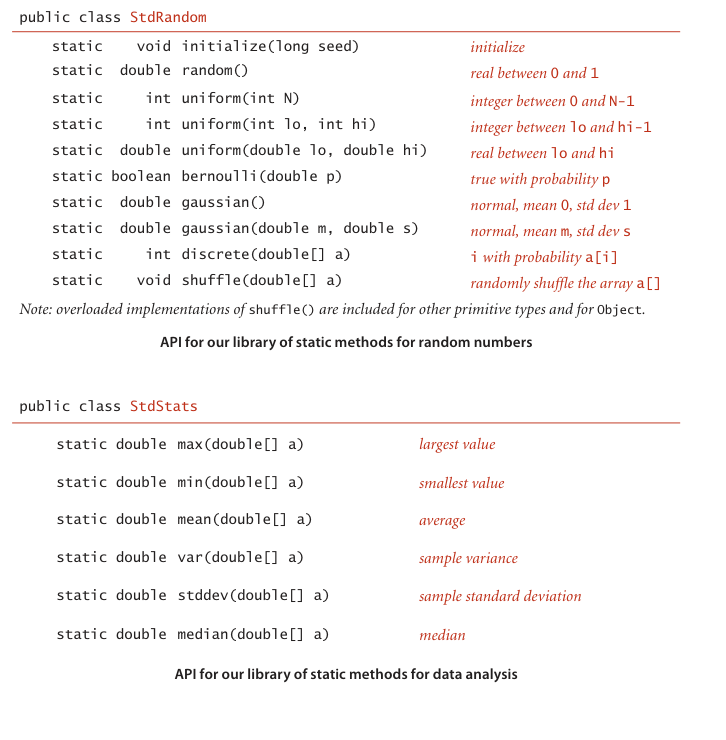 public class StdRandom
static void initialize(long seed) initialize
static double random() real between 0 and 1
static int uniform(int N) integer between 0 and N-1
static int uniform(int lo, int hi) integer between lo and hi-1
static double uniform(double lo, double hi) real between lo and hi
static boolean bernoulli(double p) true with probability p
static double gaussian() normal, mean 0, std dev 1
static double gaussian(double m, double s) normal, mean m, std dev s
static int discrete(double[] a) i with probability a[i]
static void shuffle(double[] a) randomly shuffle the array a[]
Note: overloaded implementations of shuffle() are included for other primitive types and for Object.
API for our library of static methods for random numbers
public class StdStats
static double max(double[] a) largest value
static double min(double[] a) smallest value
static double mean(double[] a) average
static double var(double[] a) sample variance
static double stddev(double[] a) sample standard deviation
static double median(double[] a) median
API for our library of static methods for data analysis